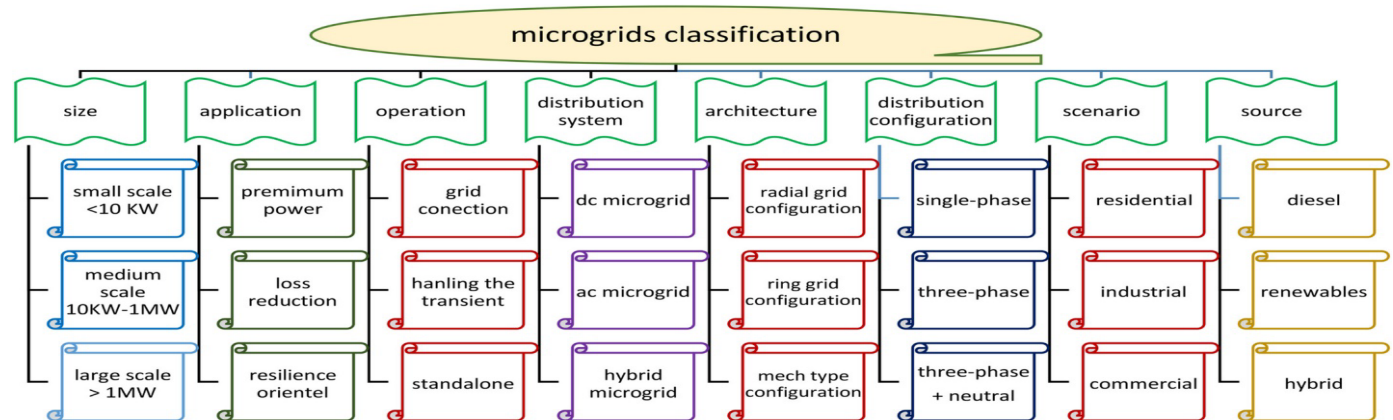 microgrids classification
size
application
operation
distribution
system
architecture
distribution
configuration
scenario
source
small scale
<10 KW
medium
scale
10KW-1MW
large scale
> 1MW
premimum
power
loss
reduction
resilience
orientel
grid
conection
hanling the
transient
standalone
dc microgrid
ac microgrid
hybrid
microgrid
radial grid
configuration
ring grid
configuration
mech type
configuration
single-phase
three-phase
three-phase
+ neutral
residential
industrial
commercial
diesel
renewables
hybrid